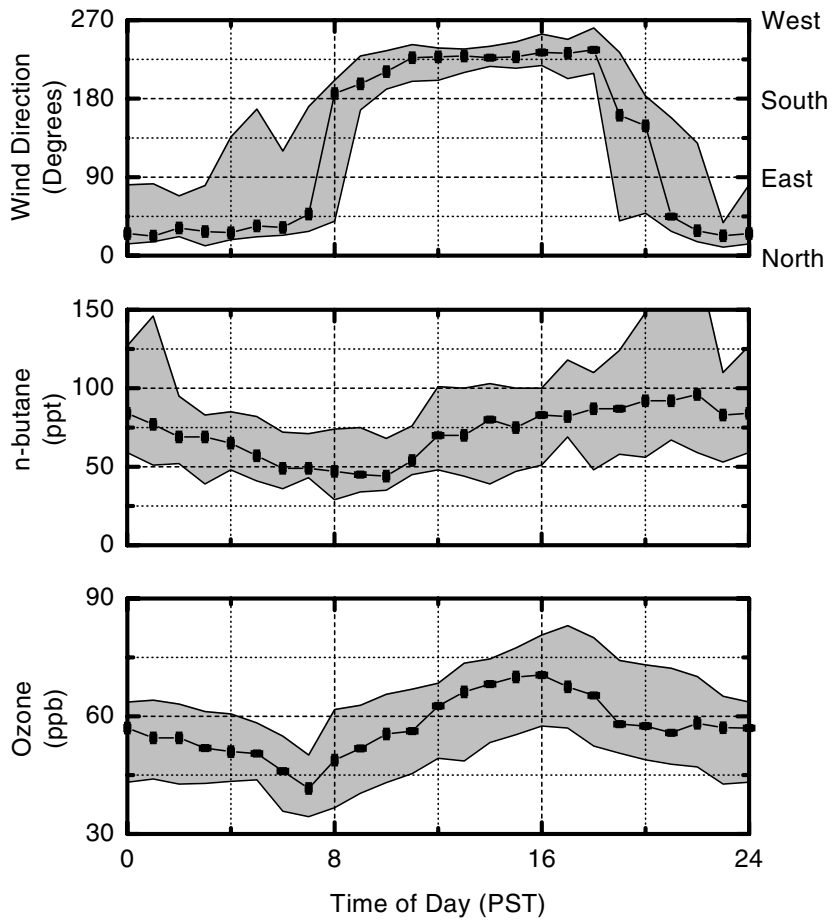 270
180
90
0
Wind Direction
(Degrees)
West
South
East
North
150
100
50
0
n-butane
(ppt)
90
60
30
Ozone
(ppb)
0 8 16 24
Time of Day (PST)